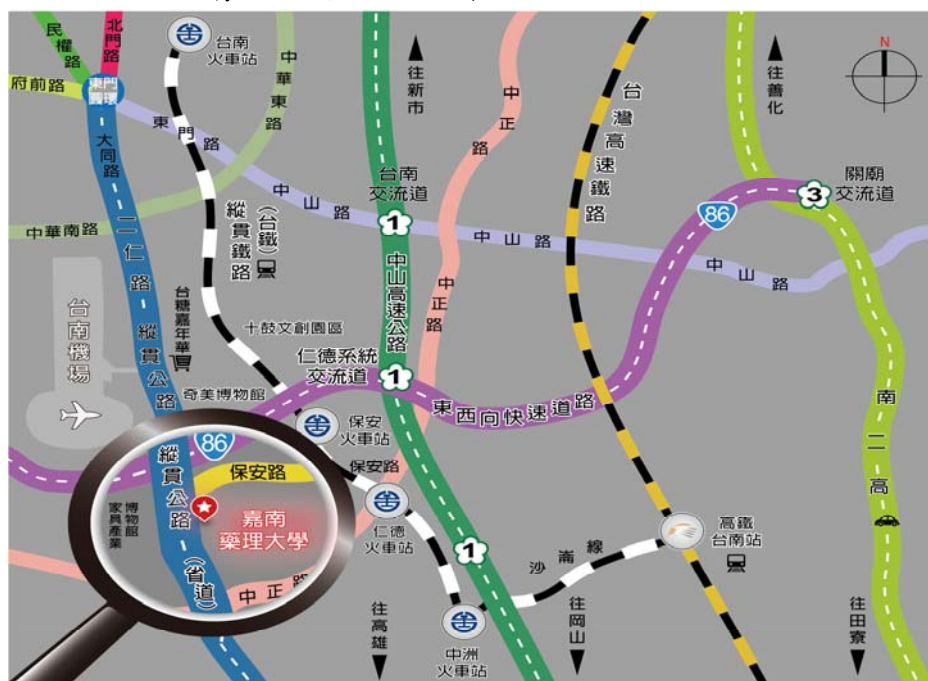 民權路
北門路
府前路
東門圓環
台南
火車站
中華東路
往新市
中正路
台灣高速鐵路
往善化
N
大同路
東門路
中山路
台南
交流道
1
86
3
關廟
交流道
中華南路
二仁路
縱貫鐵路
(台鐵)
中山路
中山路
台南機場
台糖嘉年華
縱貫公路
十鼓文創園區
中山高速公路
中正路
仁德系統
交流道
1
奇美博物館
東西向快速道路
南二高
保安
火車站
86
縱貫公路
(省道)
保安路
保安路
家具產業
博物館
嘉南
藥理大學
仁德
火車站
高鐵
台南站
1
沙崙線
中正路
往高雄
中洲
火車站
往岡山
往田寮